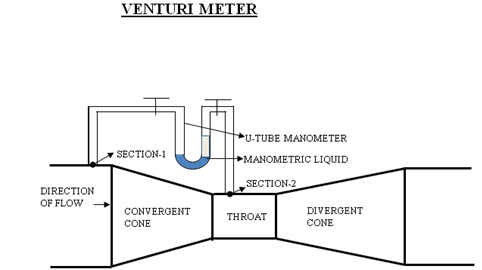 VENTURI METER
U-TUBE MANOMETER
SECTION-1
MANOMETRIC LIQUID
SECTION-2
DIRECTION
OF FLOW
CONVERGENT
CONE
THROAT
DIVERGENT
CONE